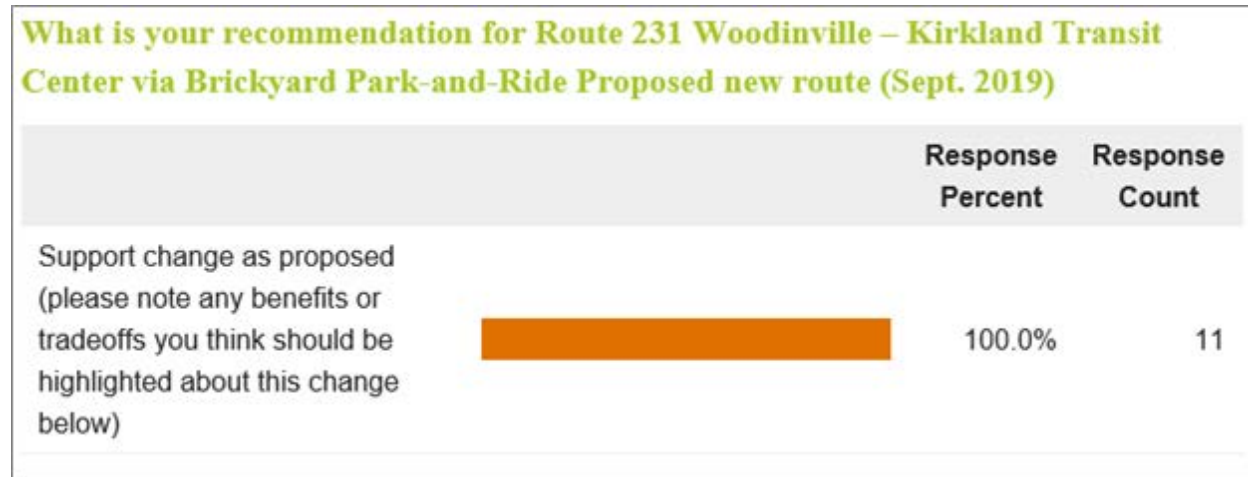 What is your recommendation for Route 231 Woodinville – Kirkland Transit
Center via Brickyard Park-and-Ride Proposed new route (Sept. 2019)
Response Response
Percent Count
Support change as proposed
(please note any benefits or
tradeoffs you think should be 100.0% 11
highlighted about this change
below)